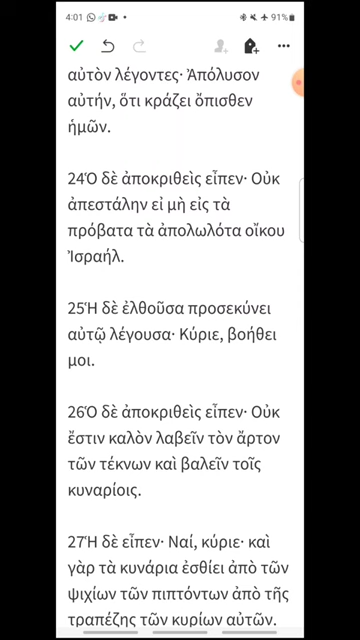 4:01
91%
αὐτὸν λέγοντες· Ἀπόλυσον
αὐτήν, ὅτι κράζει ὄπισθεν
ἡμῶν.
24Ὁ δὲ ἀποκριθεὶς εἶπεν· Οὐκ
ἀπεστάλην εἰ μὴ εἰς τὰ
πρόβατα τὰ ἀπολωλότα οἴκου
Ἰσραήλ.
25Ἡ δὲ ἐλθοῦσα προσεκύνει
αὐτῷ λέγουσα· Κύριε, βοήθει
μοι.
26Ὁ δὲ ἀποκριθεὶς εἶπεν· Οὐκ
ἔστιν καλὸν λαβεῖν τὸν ἄρτον
τῶν τέκνων καὶ βαλεῖν τοῖς
κυναρίοις.
27Ἡ δὲ εἶπεν· Ναί, κύριε· καὶ
γὰρ τὰ κυνάρια ἐσθίει ἀπὸ τῶν
ψιχίων τῶν πιπτόντων ἀπὸ τῆς
τραπέζης τῶν κυρίων αὐτῶν.